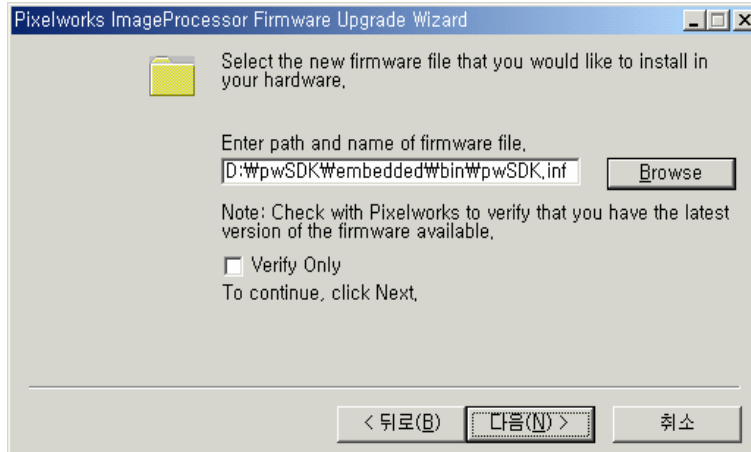 Pixelworks ImageProcessor Firmware Upgrade Wizard
Select the new firmware file that you would like to install in
your hardware.
Enter path and name of firmware file.
D:₩pwSDK₩embedded₩bin₩pwSDK.inf
Browse
Note: Check with Pixelworks to verify that you have the latest
version of the firmware available.
Verify Only
To continue, click Next.
< 뒤로(B)
다음(N) >
취소